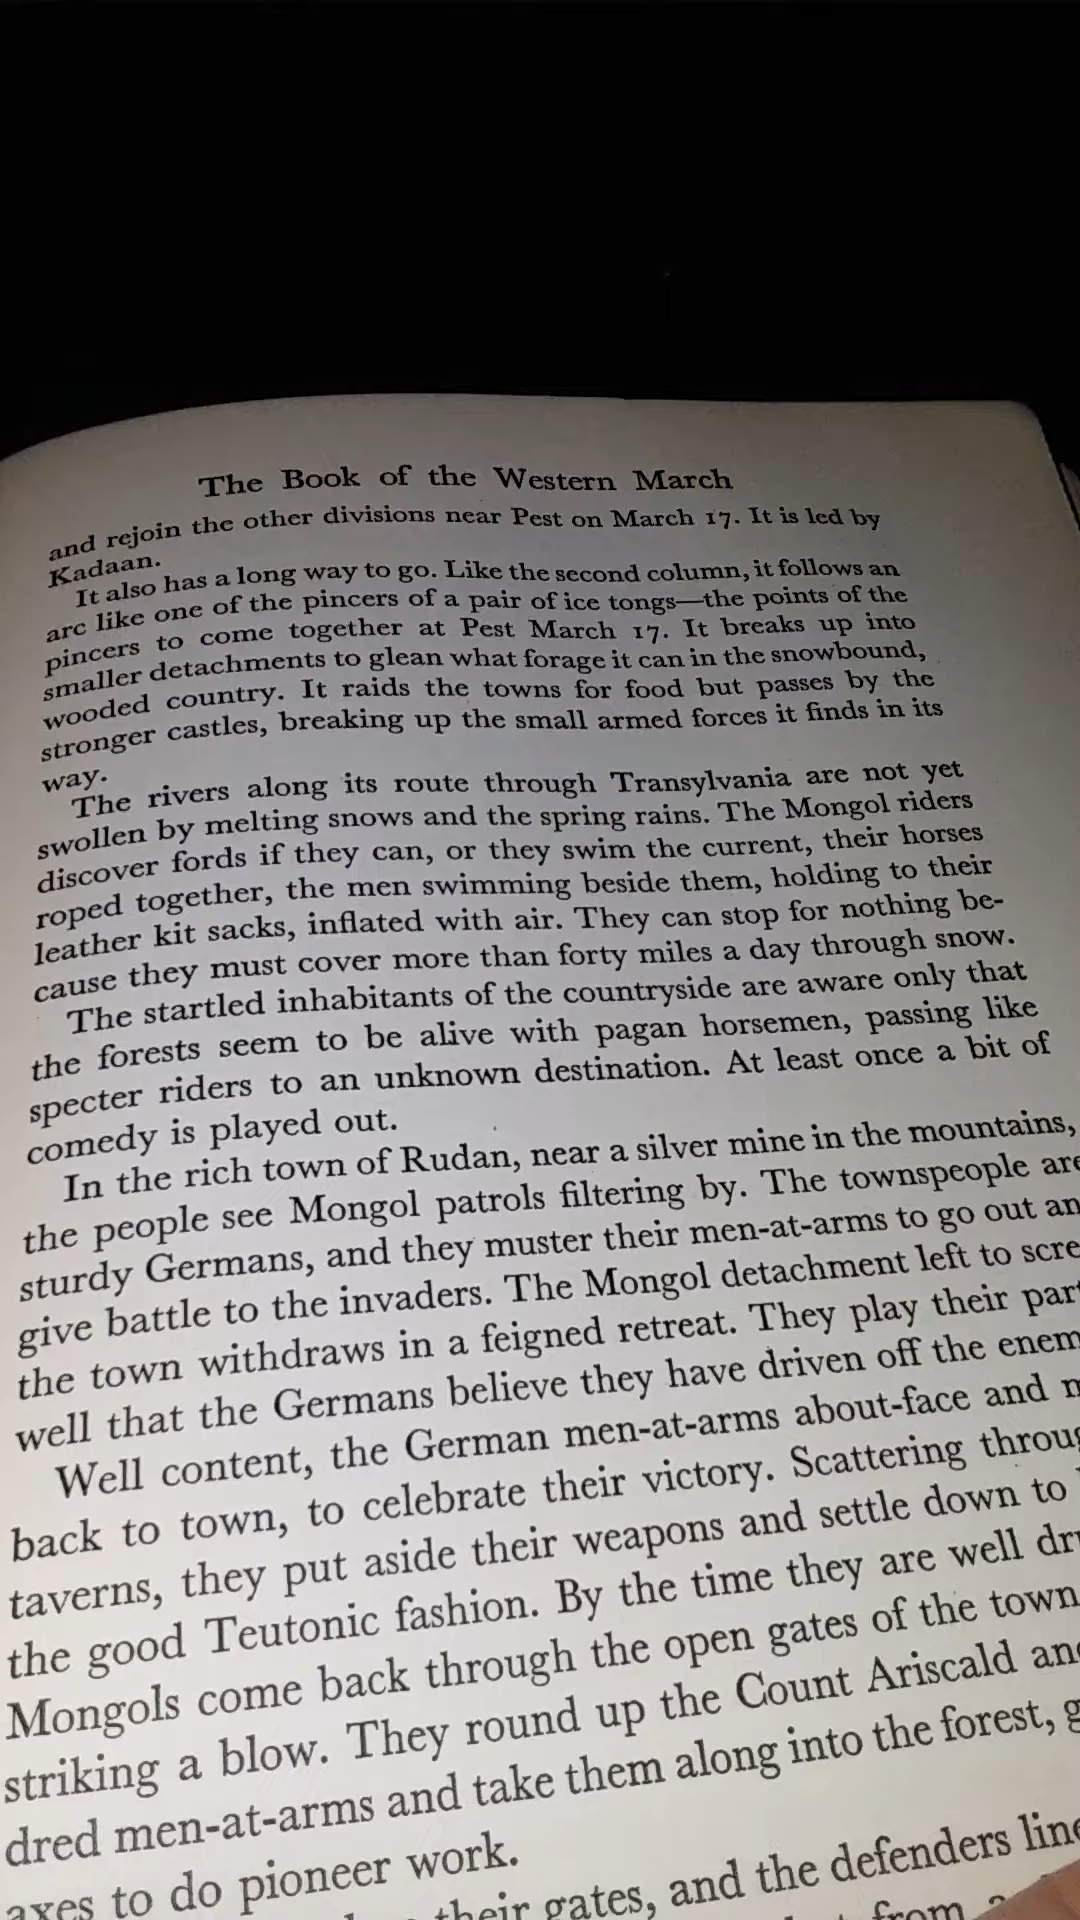 The Book of the Western March
and rejoin the other divisions near Pest on March 17. It is led by
Kadaan.
It also has a long way to go. Like the second column, it follows an
arc like one of the pincers of a pair of ice tongs—the points of the
pincers to come together at Pest March 17. It breaks up into
smaller detachments to glean what forage it can in the snowbound,
wooded country. It raids the towns for food but passes by the
stronger castles, breaking up the small armed forces it finds in its
way.
The rivers along its route through Transylvania are not yet
swollen by melting snows and the spring rains. The Mongol riders
discover fords if they can, or they swim the current, their horses
roped together, the men swimming beside them, holding to their
leather kit sacks, inflated with air. They can stop for nothing be-
cause they must cover more than forty miles a day through snow.
The startled inhabitants of the countryside are aware only that
the forests seem to be alive with pagan horsemen, passing like
specter riders to an unknown destination. At least once a bit of
comedy is played out.
In the rich town of Rudan, near a silver mine in the mountains,
the people see Mongol patrols filtering by. The townspeople are
sturdy Germans, and they muster their men-at-arms to go out an
give battle to the invaders. The Mongol detachment left to scre
the town withdraws in a feigned retreat. They play their part
well that the Germans believe they have driven off the enem
Well content, the German men-at-arms about-face and
back to town, to celebrate their victory. Scattering throug
taverns, they put aside their weapons and settle down to
the good Teutonic fashion. By the time they are well dru
Mongols come back through the open gates of the town
striking a blow. They round up the Count Ariscald and
dred men-at-arms and take them along into the forest, g
axes to do pioneer work.
their gates, and the defenders line
from a